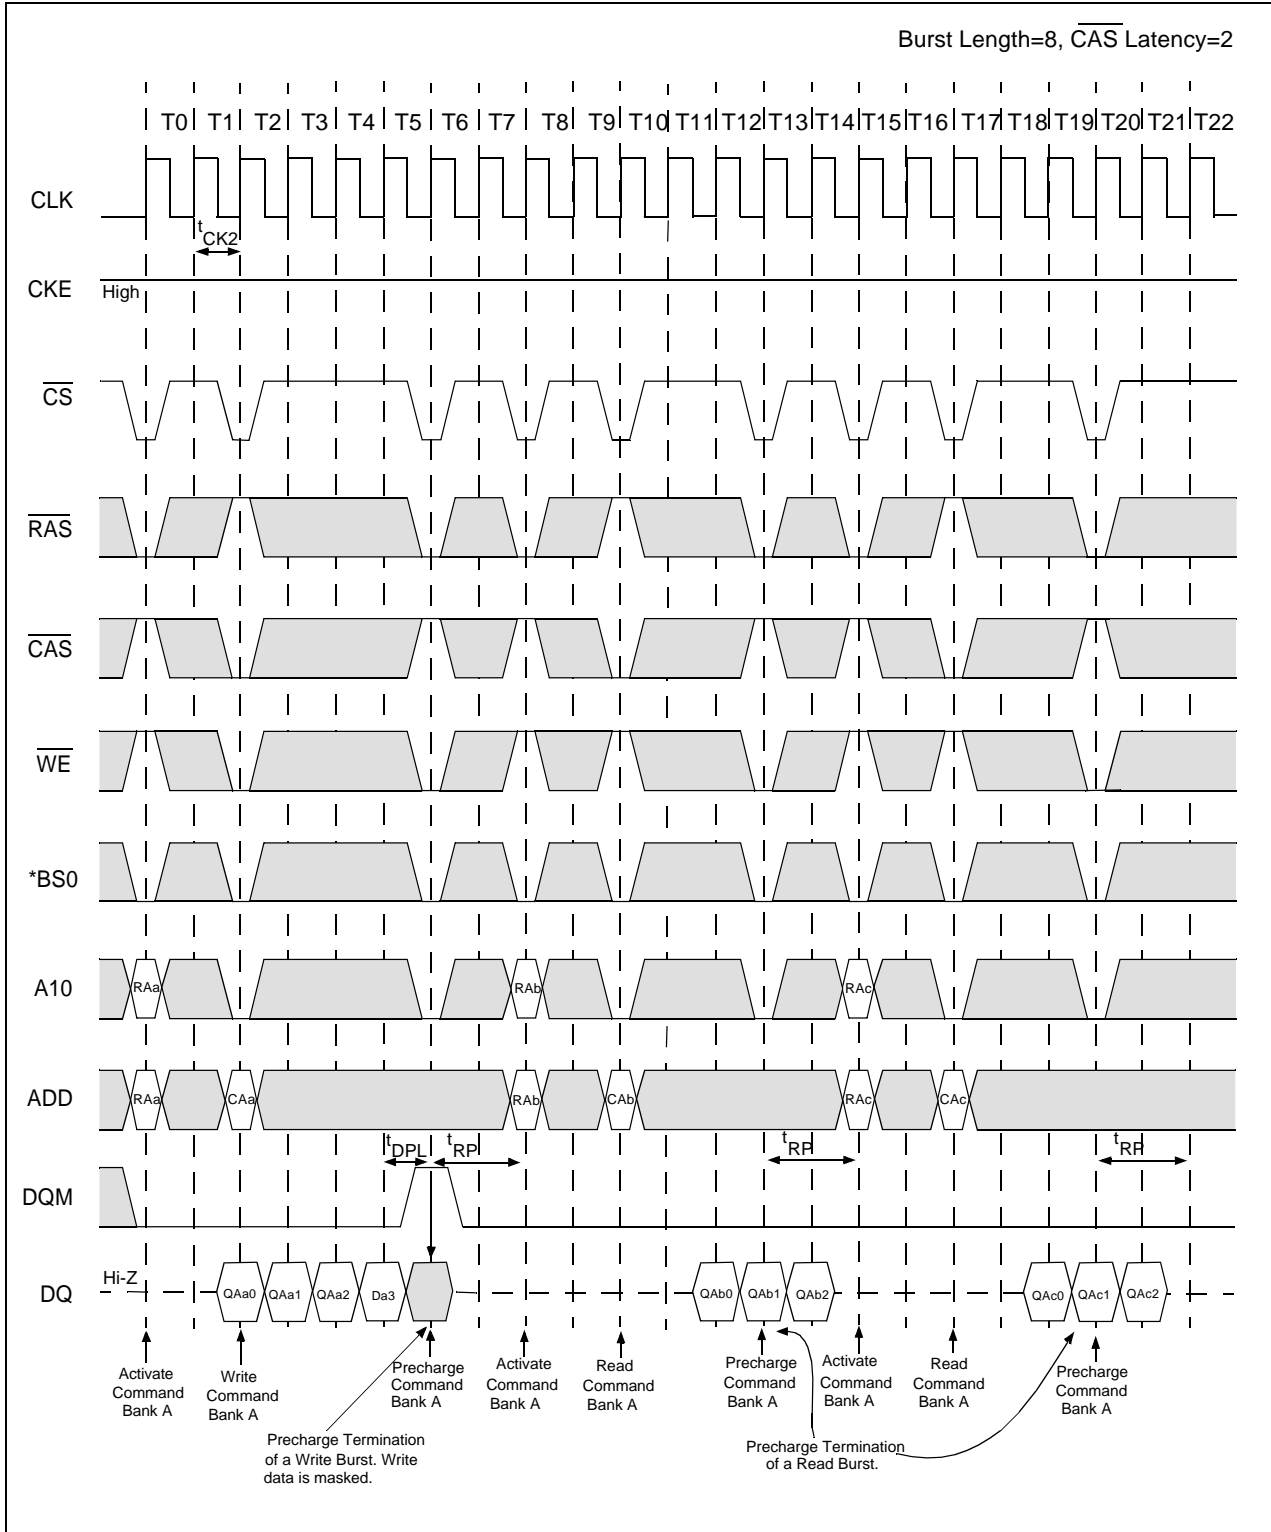 Burst Length=8, CAS Latency=2
T0 T1 T2 T3 T4 T5 T6 T7 T8 T9 T10 T11 T12 T13 T14 T15 T16 T17 T18 T19 T20 T21 T22
CLK
tCK2
CKE
High
CS
RAS
CAS
WE
*BS0
A10
RAa RAb RAc
ADD
RAa CAa RAb CAb RAc CAc
tDPL tRP tRP tRP
DQM
DQ
Hi-Z
QAa0 QAa1 QAa2 Da3 QAb0 QAb1 QAb2 QAc0 QAc1 QAc2
Activate
Command
Bank A
Write
Command
Bank A
Precharge
Command
Bank A
Activate
Command
Bank A
Read
Command
Bank A
Precharge
Command
Bank A
Activate
Command
Bank A
Read
Command
Bank A
Precharge
Command
Bank A
Precharge Termination
of a Write Burst. Write
data is masked.
Precharge Termination
of a Read Burst.